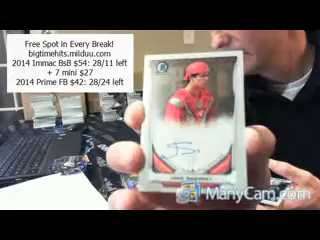 Free Spot in Every Break!
bigtimehits.miiduu.com
2014 Immac BsB $54: 28/11 left
+ 7 mini $27
2014 Prime FB $42: 28/24 left
ManyCam.com